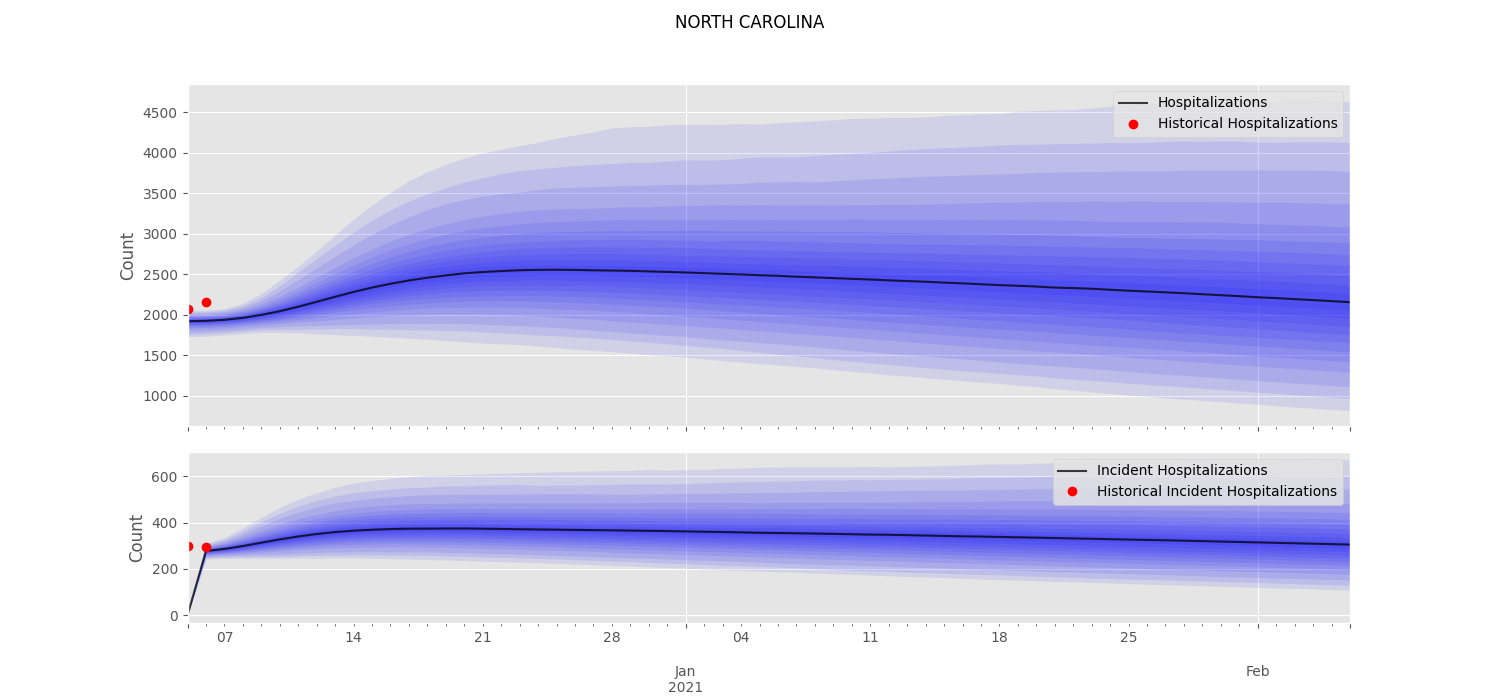 NORTH CAROLINA
Hospitalizations
Historical Hospitalizations
Count
4500
4000
3500
3000
2500
2000
1500
1000
Incident Hospitalizations
Historical Incident Hospitalizations
Count
600
400
200
0
07 14 21 28 04 11 18 25
Jan Feb
2021